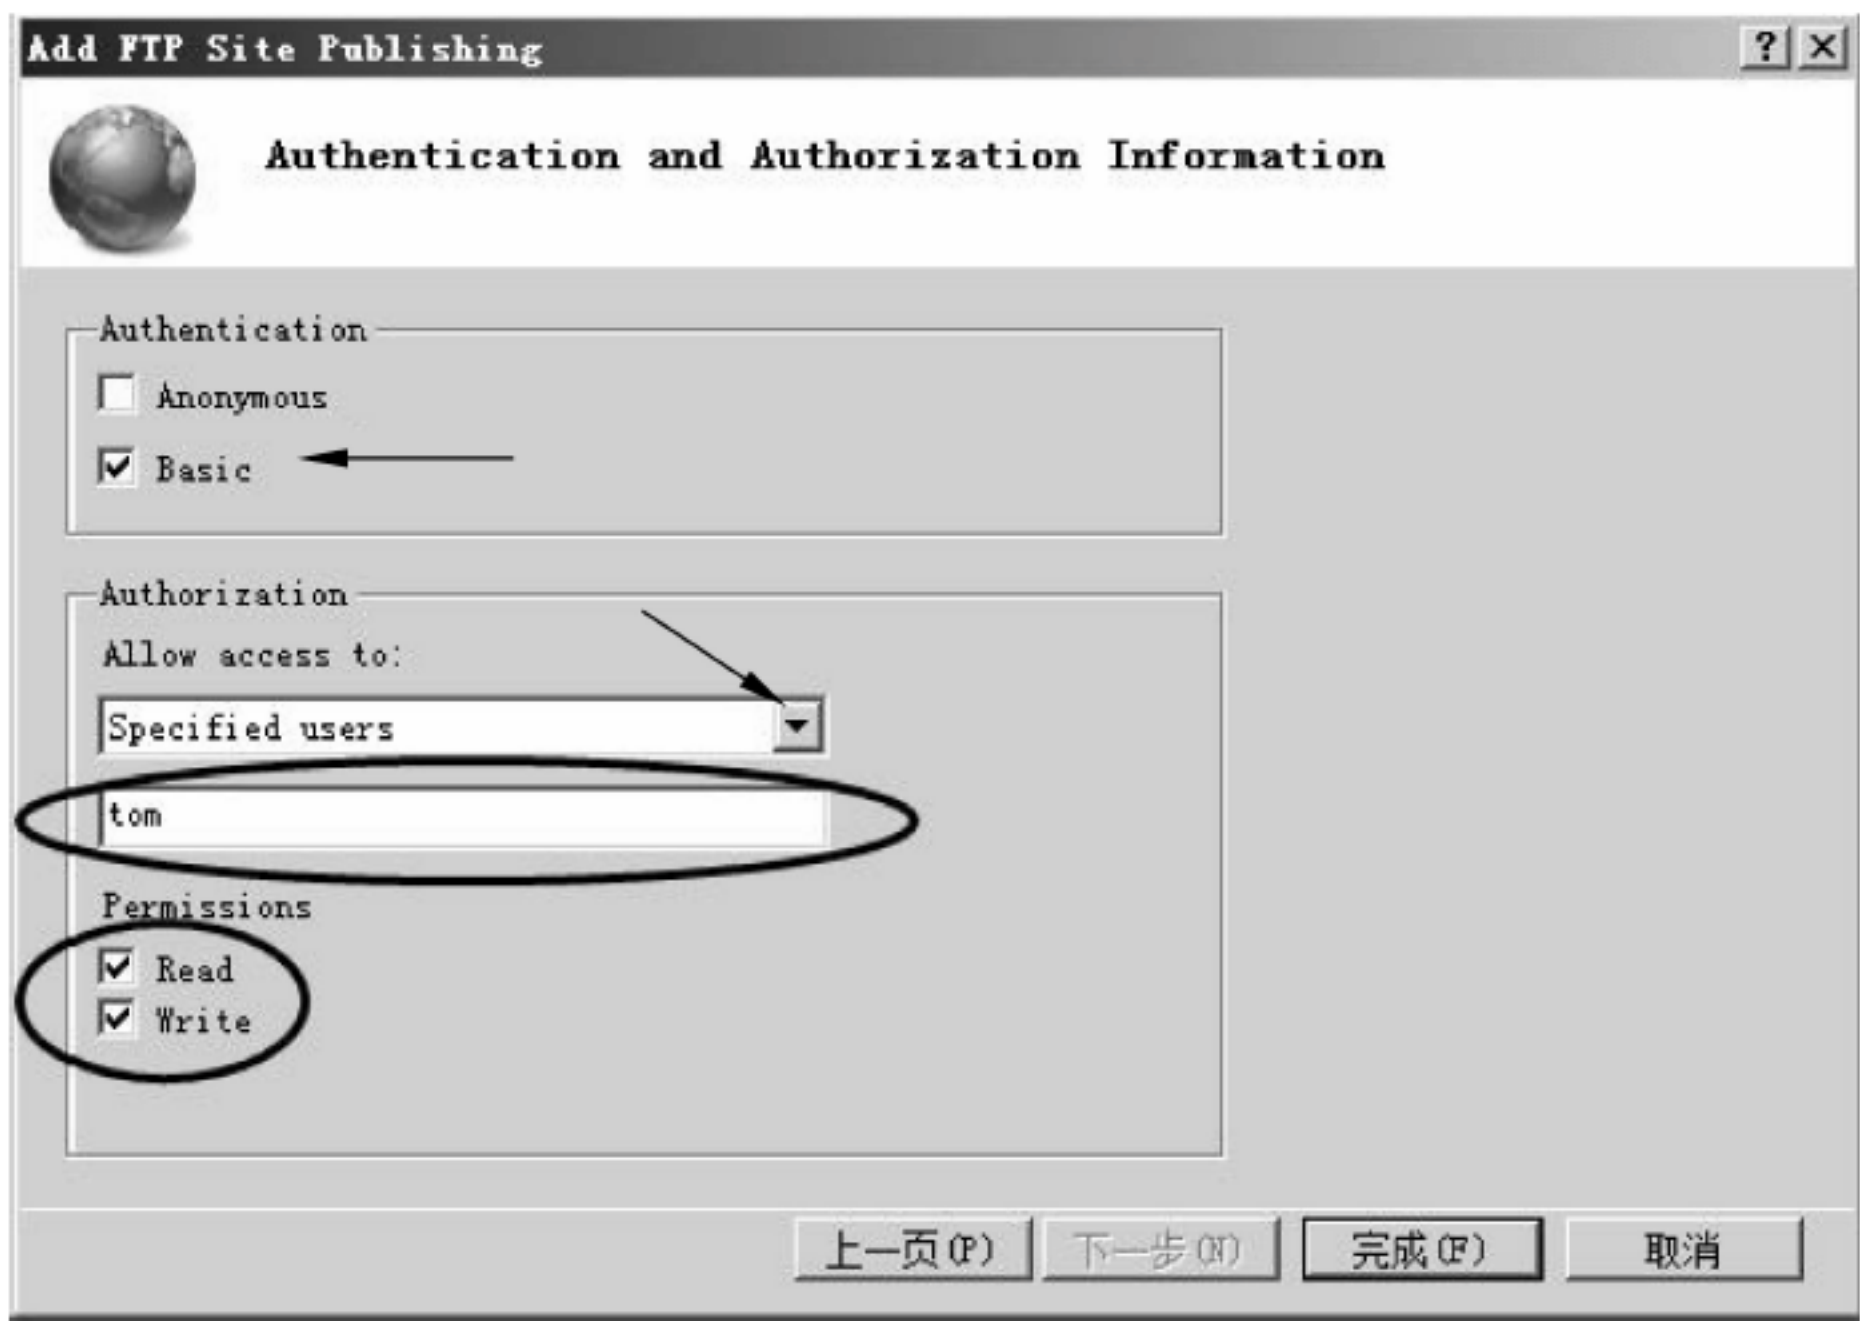 Add FTP Site Publishing
Authentication and Authorization Information
Authentication
Anonymous
Basic
Authorization
Allow access to:
Specified users
tom
Permissions
Read
Write
上一页(P) 下一步(N) 完成(F) 取消